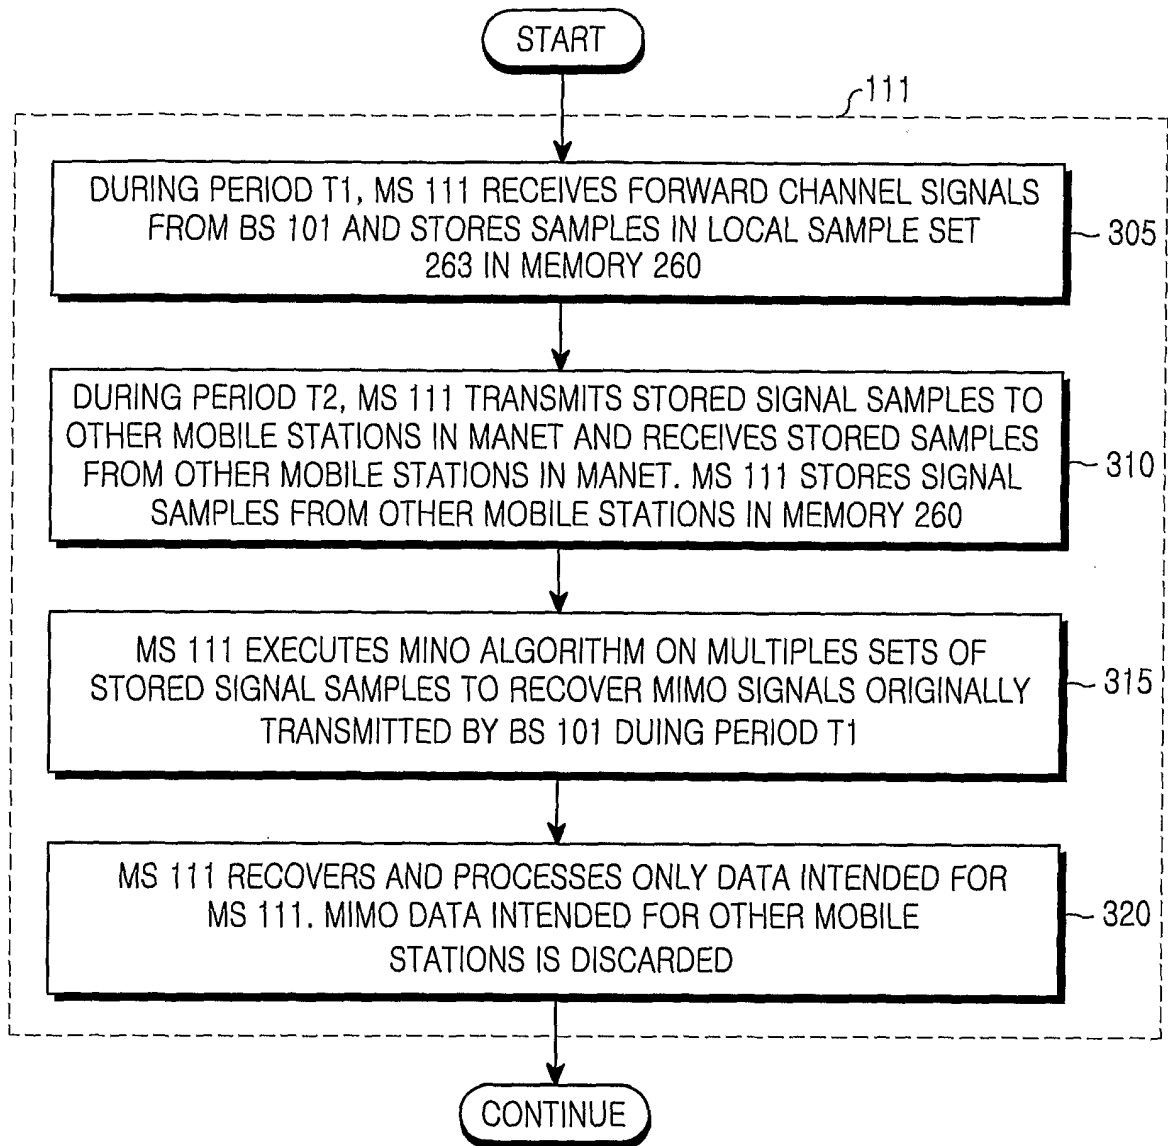 START
111
DURING PERIOD T1, MS 111 RECEIVES FORWARD CHANNEL SIGNALS
FROM BS 101 AND STORES SAMPLES IN LOCAL SAMPLE SET
263 IN MEMORY 260
305
DURING PERIOD T2, MS 111 TRANSMITS STORED SIGNAL SAMPLES TO
OTHER MOBILE STATIONS IN MANET AND RECEIVES STORED SAMPLES
FROM OTHER MOBILE STATIONS IN MANET. MS 111 STORES SIGNAL
SAMPLES FROM OTHER MOBILE STATIONS IN MEMORY 260
310
MS 111 EXECUTES MINO ALGORITHM ON MULTIPLES SETS OF
STORED SIGNAL SAMPLES TO RECOVER MIMO SIGNALS ORIGINALLY
TRANSMITTED BY BS 101 DUING PERIOD T1
315
MS 111 RECOVERS AND PROCESSES ONLY DATA INTENDED FOR
MS 111. MIMO DATA INTENDED FOR OTHER MOBILE
STATIONS IS DISCARDED
320
CONTINUE